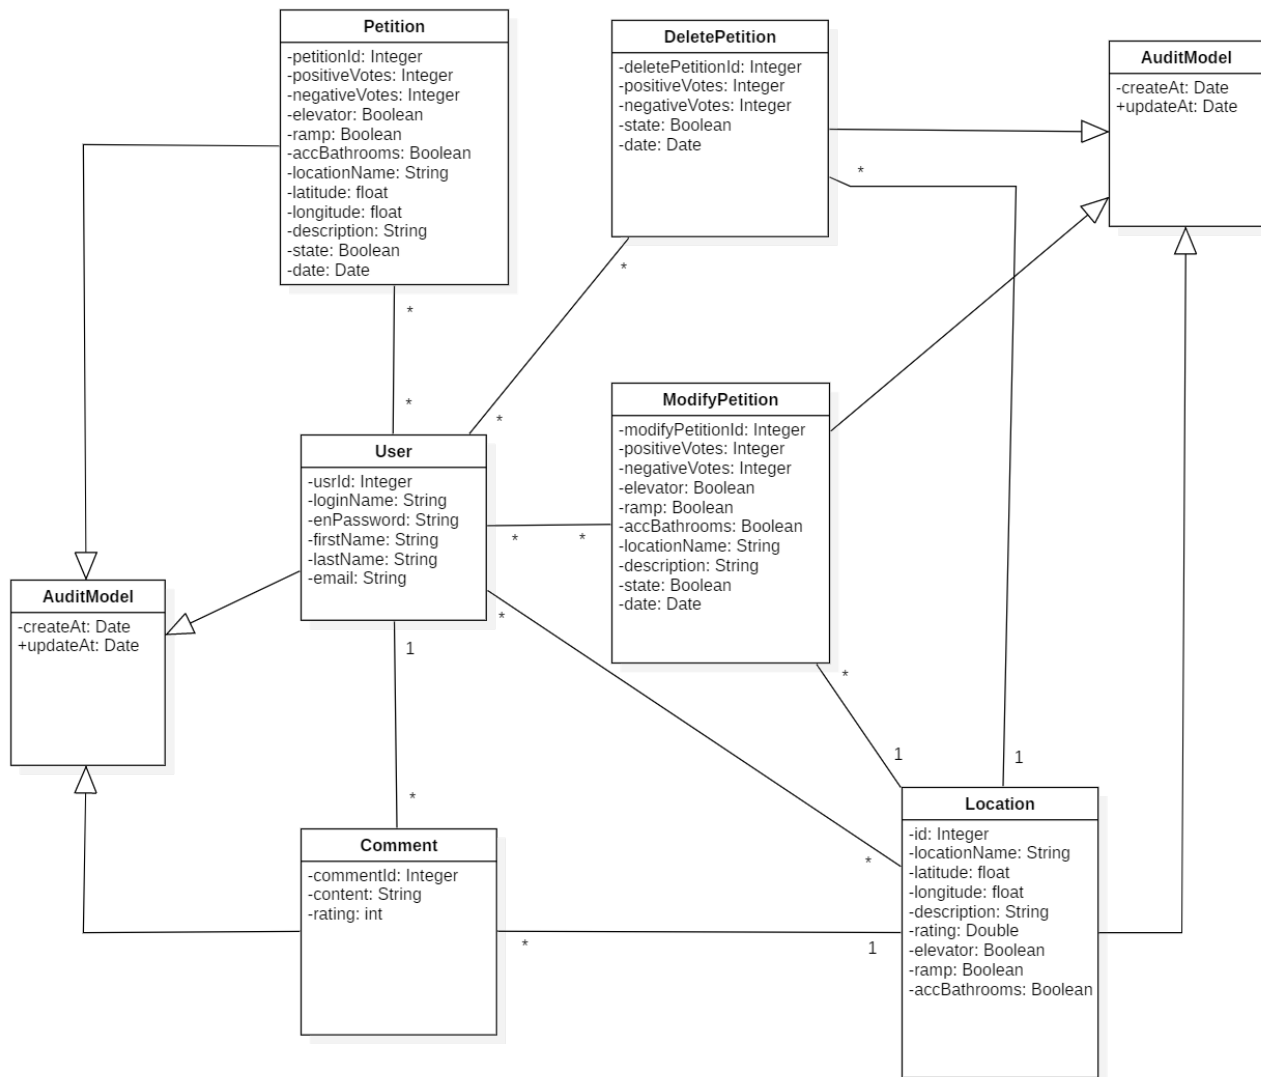 Petition
-petitionId: Integer
-positiveVotes: Integer
-negativeVotes: Integer
-elevator: Boolean
-ramp: Boolean
-accBathrooms: Boolean
-locationName: String
-latitude: float
-longitude: float
-description: String
-state: Boolean
-date: Date
DeletePetition
-deletePetitionId: Integer
-positiveVotes: Integer
-negativeVotes: Integer
-state: Boolean
-date: Date
AuditModel
-createAt: Date
+updateAt: Date
*
*
*
*
*
User
-usrId: Integer
-loginName: String
-enPassword: String
-firstName: String
-lastName: String
-email: String
ModifyPetition
-modifyPetitionId: Integer
-positiveVotes: Integer
-negativeVotes: Integer
-elevator: Boolean
-ramp: Boolean
-accBathrooms: Boolean
-locationName: String
-description: String
-state: Boolean
-date: Date
*
*
AuditModel
-createAt: Date
+updateAt: Date
*
1
*
1
1
*
*
Comment
-commentId: Integer
-content: String
-rating: int
Location
-id: Integer
-locationName: String
-latitude: float
-longitude: float
-description: String
-rating: Double
-elevator: Boolean
-ramp: Boolean
-accBathrooms: Boolean
*
1